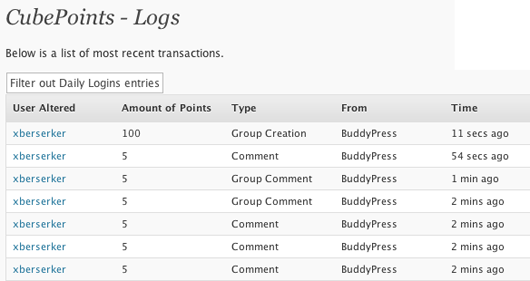 CubePoints - Logs
Below is a list of most recent transactions.
Filter out Daily Logins entries
User Altered Amount of Points Type From Time
xberserker 100 Group Creation BuddyPress 11 secs ago
xberserker 5 Comment BuddyPress 54 secs ago
xberserker 5 Group Comment BuddyPress 1 min ago
xberserker 5 Group Comment BuddyPress 2 mins ago
xberserker 5 Comment BuddyPress 2 mins ago
xberserker 5 Comment BuddyPress 2 mins ago
xberserker 5 Comment BuddyPress 2 mins ago